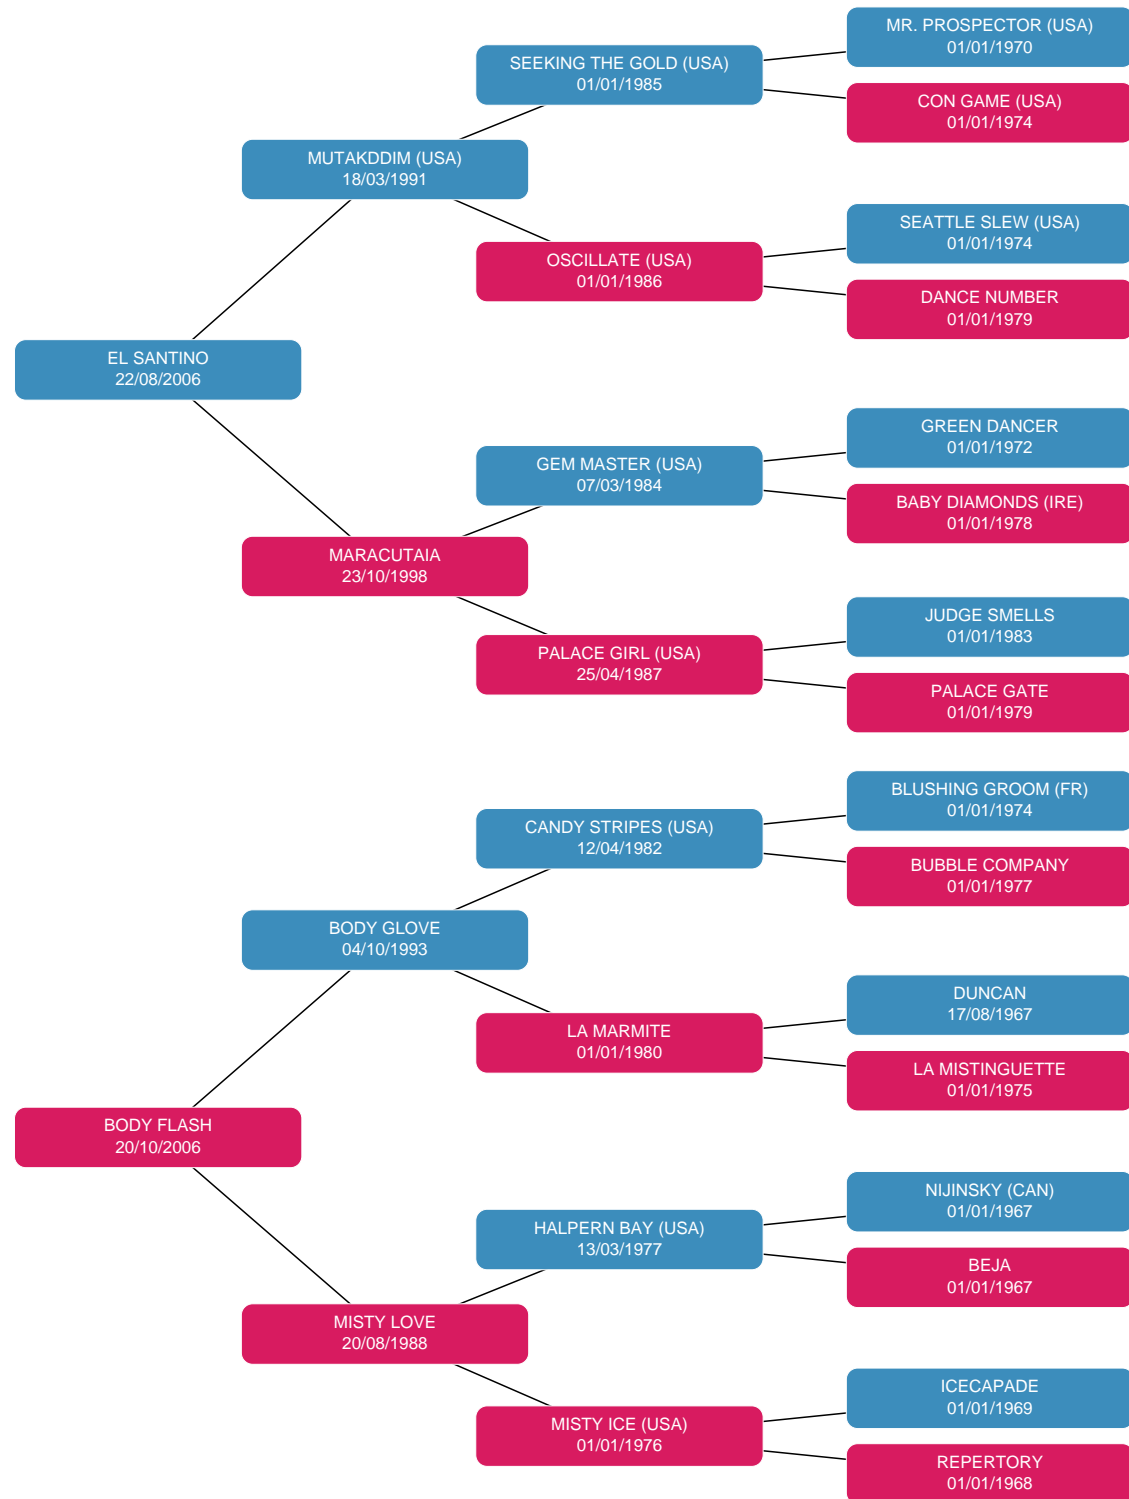 MR. PROSPECTOR (USA)
01/01/1970
SEEKING THE GOLD (USA)
01/01/1985
CON GAME (USA)
01/01/1974
MUTAKDDIM (USA)
18/03/1991
SEATTLE SLEW (USA)
01/01/1974
OSCILLATE (USA)
01/01/1986
DANCE NUMBER
01/01/1979
EL SANTINO
22/08/2006
GREEN DANCER
01/01/1972
GEM MASTER (USA)
07/03/1984
BABY DIAMONDS (IRE)
01/01/1978
MARACUTAIA
23/10/1998
JUDGE SMELLS
01/01/1983
PALACE GIRL (USA)
25/04/1987
PALACE GATE
01/01/1979
BLUSHING GROOM (FR)
01/01/1974
CANDY STRIPES (USA)
12/04/1982
BUBBLE COMPANY
01/01/1977
BODY GLOVE
04/10/1993
DUNCAN
17/08/1967
LA MARMITE
01/01/1980
LA MISTINGUETTE
01/01/1975
BODY FLASH
20/10/2006
NIJINSKY (CAN)
01/01/1967
HALPERN BAY (USA)
13/03/1977
BEJA
01/01/1967
MISTY LOVE
20/08/1988
ICECAPADE
01/01/1969
MISTY ICE (USA)
01/01/1976
REPERTORY
01/01/1968